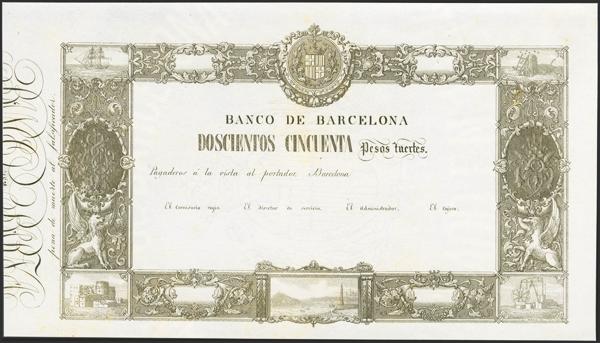 BANCO DE BARCELONA
DOSCIENTOS CINCUENTA Pesos fuertes.
Pagaderos á la vista al portador. Barcelona
El Comisario regio. El director de servicio. El Administrador. El Cajero.
pena de muerte al falsificador.